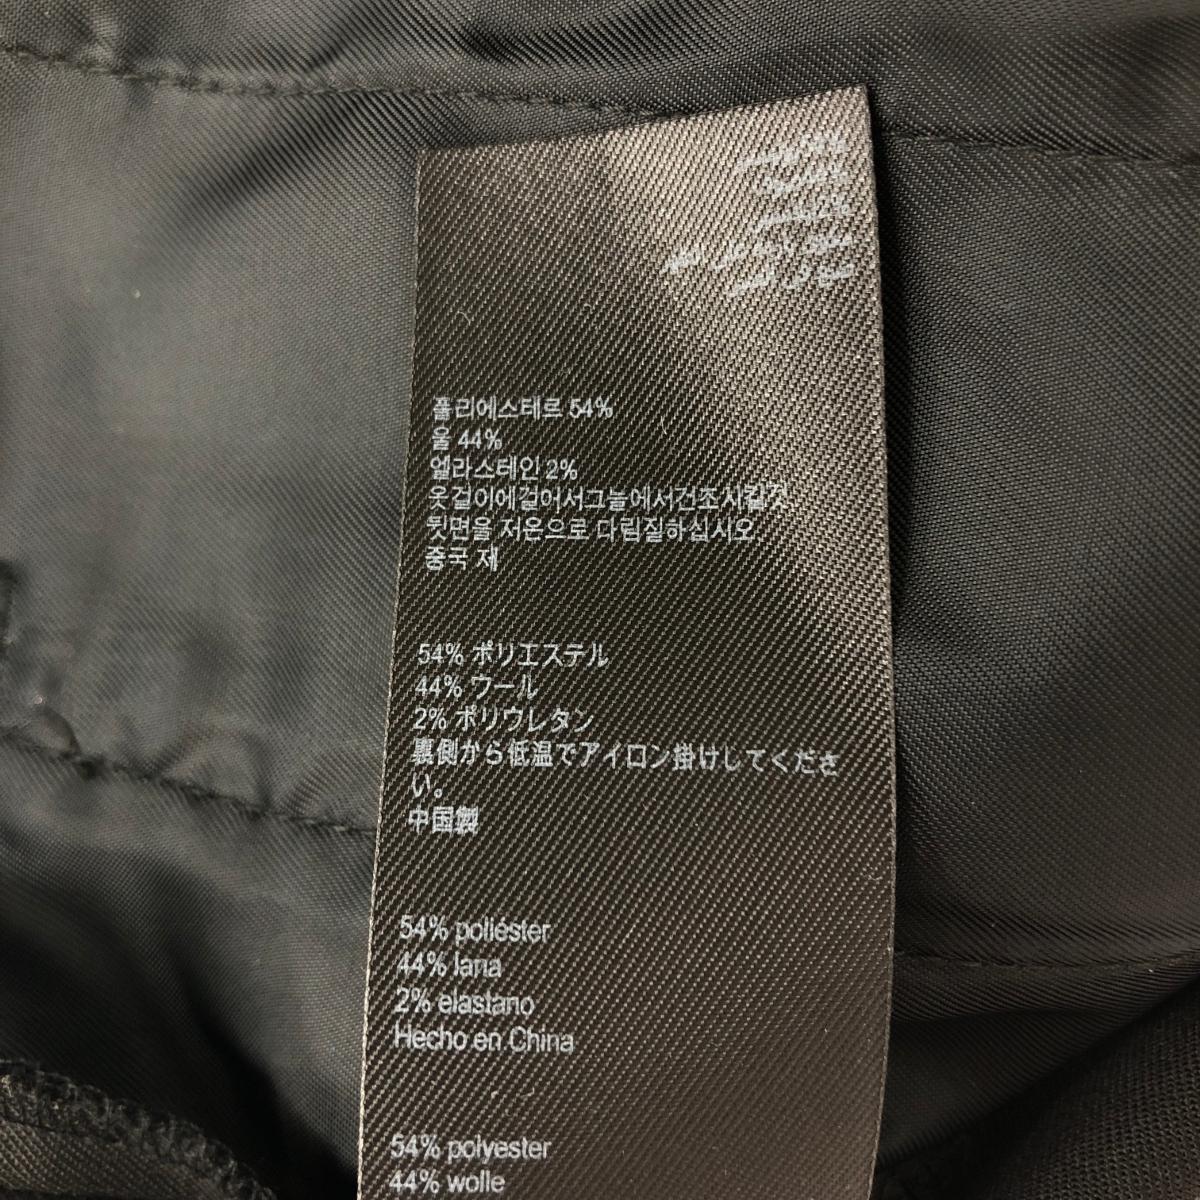 폴리에스테르 54%
울 44%
엘라스테인 2%
옷걸이에걸어서그늘에서건조시킬것
뒷면을 저온으로 다림질하십시오
중국 제
54% ポリエステル
44% ウール
2% ポリウレタン
裏側から低温でアイロン掛けしてくださ
い。
中国製
54% poliéster
44% lana
2% elastano
Hecho en China
54% polyester
44% wolle